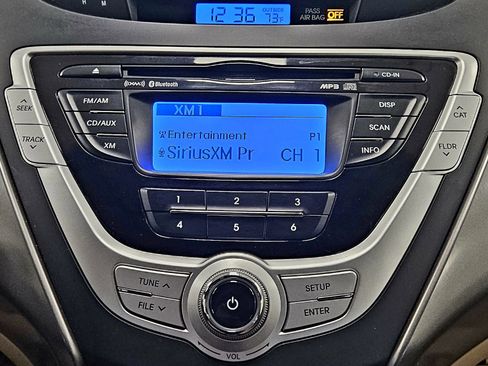 H M
12:36 OUTSIDE 73°F
PASS
AIR BAG OFF
XM Bluetooth MP3 CD-IN
FM/AM
CD/AUX
XM
SEEK
TRACK
XM1
Entertainment P1
SiriusXM Pr CH 1
DISP
SCAN
INFO
CAT
FLDR
1 2 3
4 5 6
TUNE
FILE
SETUP
ENTER
VOL